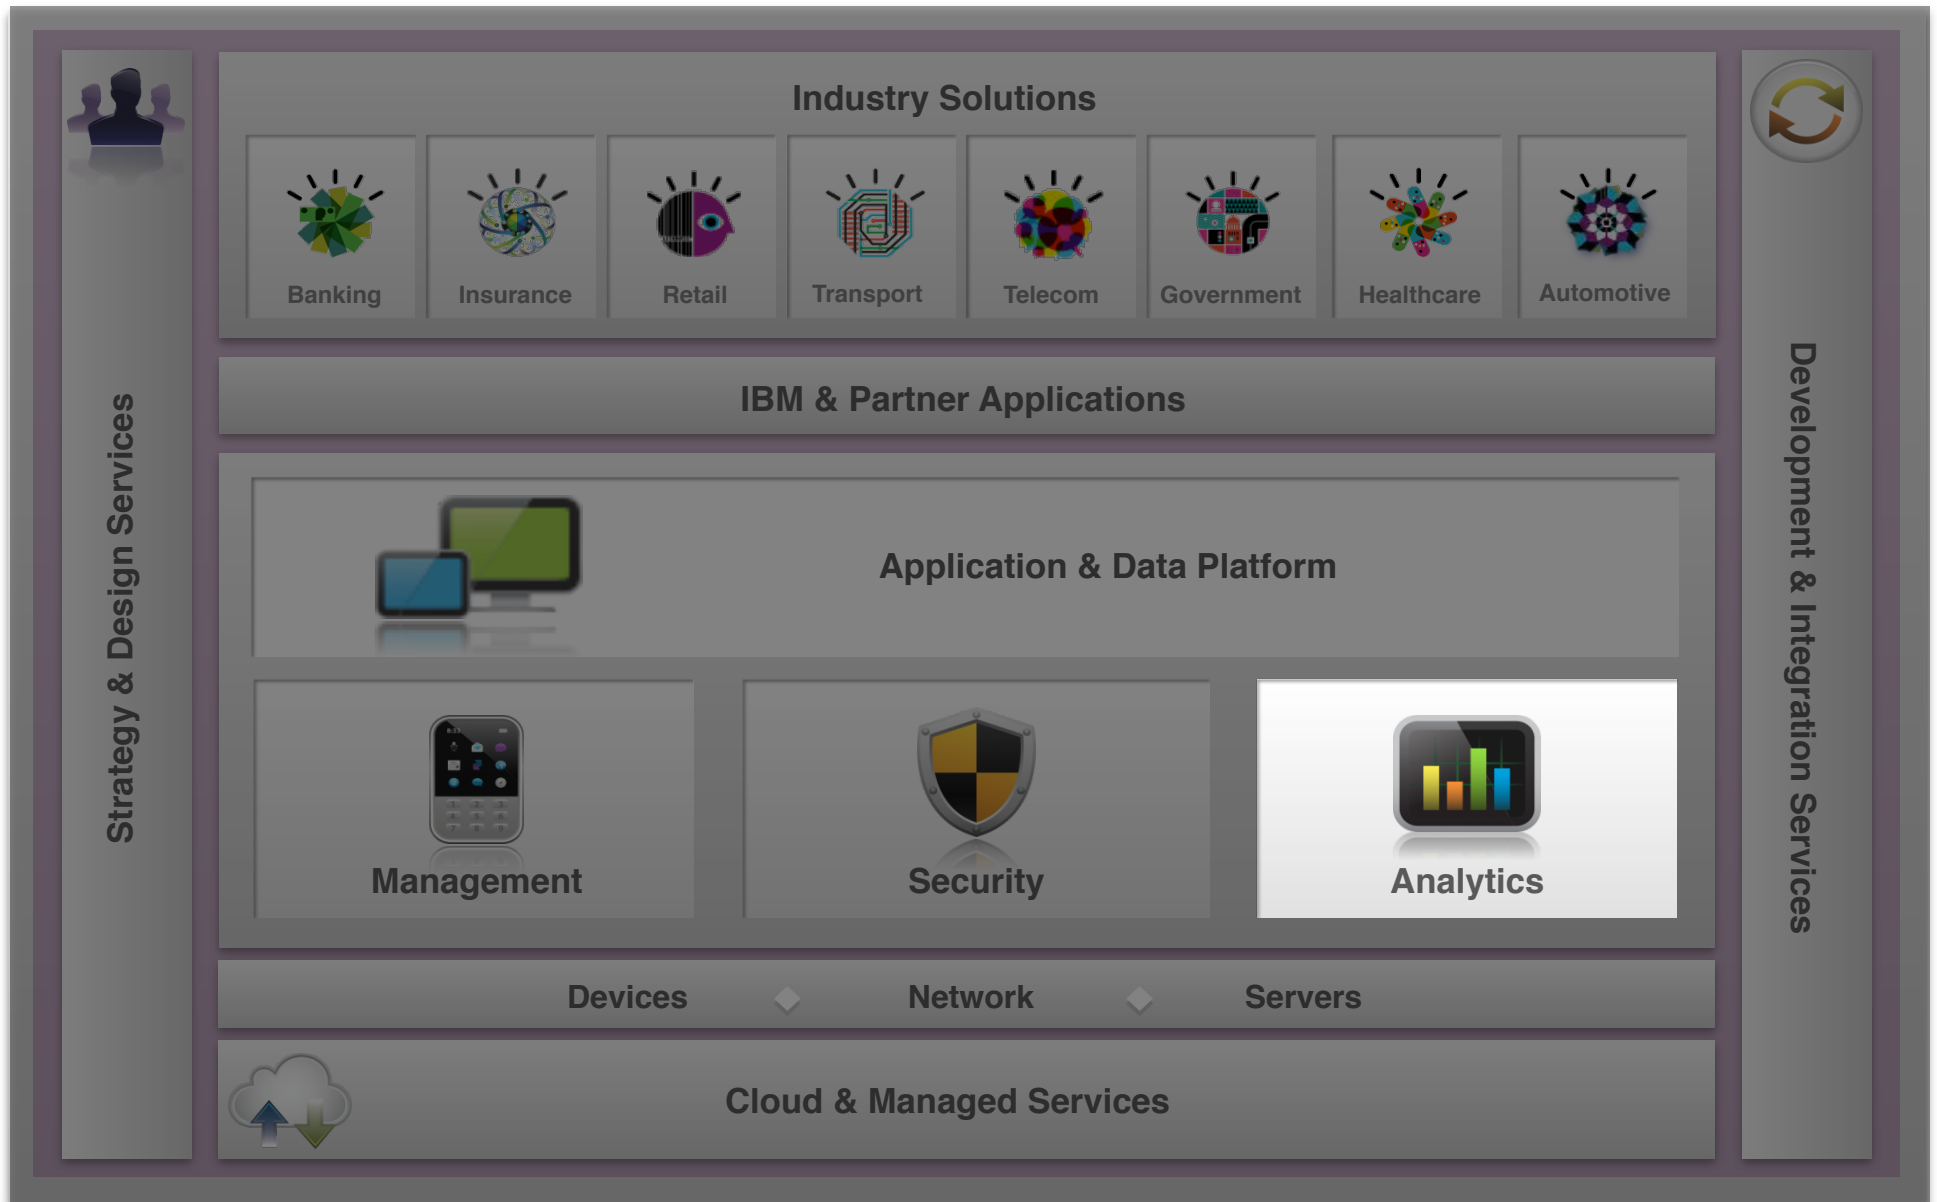 Industry Solutions
Banking
Insurance
Retail
Transport
Telecom
Government
Healthcare
Automotive
IBM & Partner Applications
Strategy & Design Services
Development & Integration Services
Application & Data Platform
Management
Security
Analytics
Devices
Network
Servers
Cloud & Managed Services